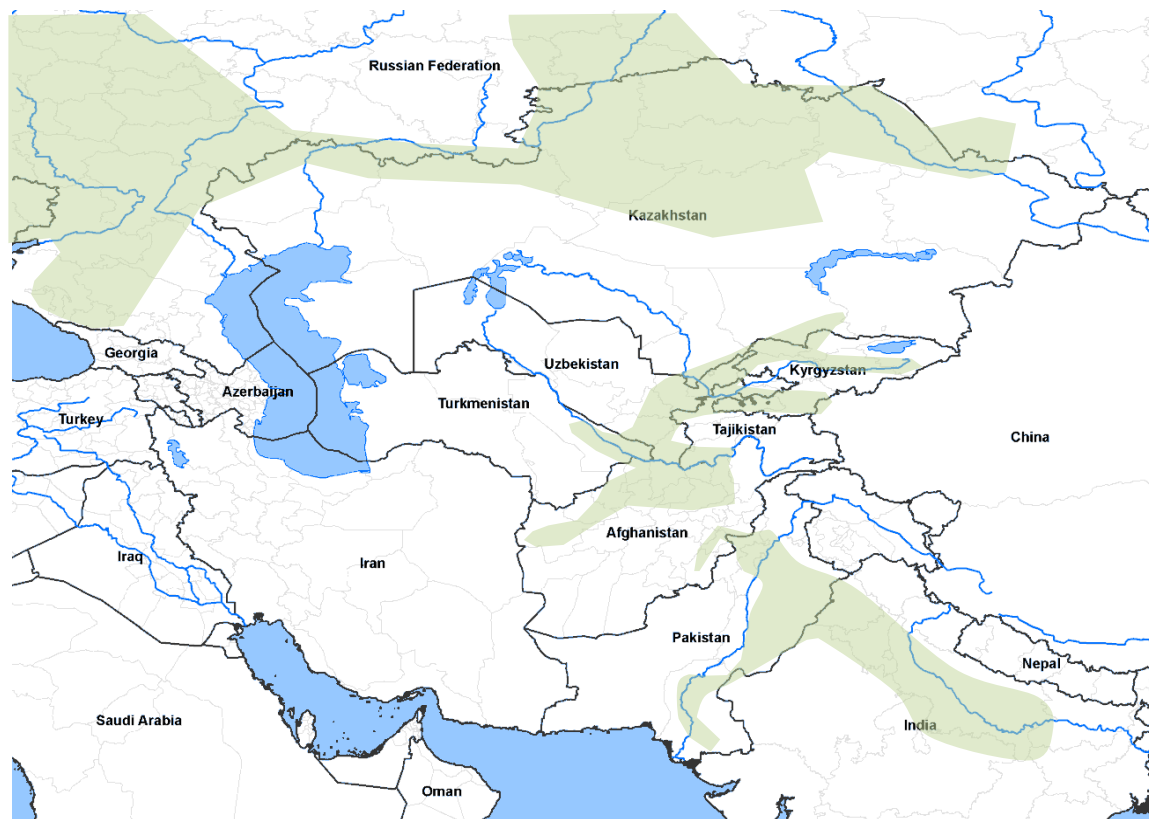 Russian Federation
Kazakhstan
Georgia
Uzbekistan
Kyrgyzstan
Azerbaijan
Turkmenistan
Turkey
Tajikistan
China
Afghanistan
Iraq
Iran
Pakistan
Nepal
Saudi Arabia
India
Oman